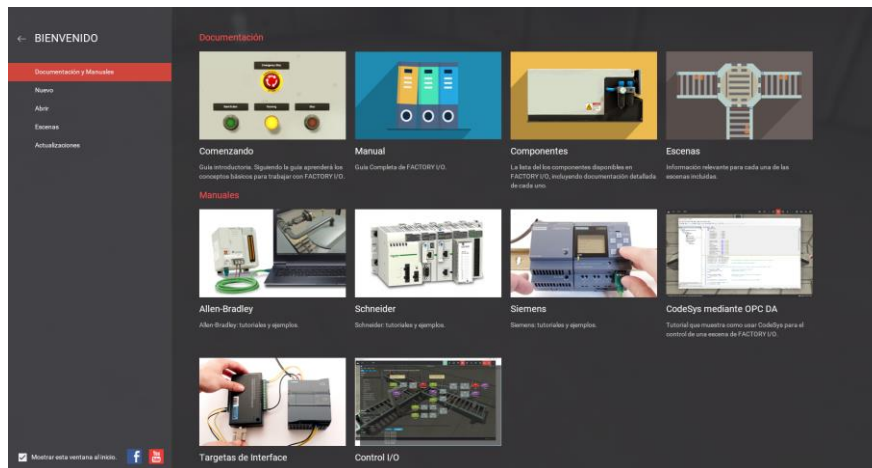 ← BIENVENIDO
Documentación y Manuales
Nuevo
Abrir
Escenas
Actualizaciones
Documentación
Comenzando
Guía introductoria. Siguiendo la guía aprenderá los
conceptos básicos para trabajar con FACTORY I/O.
Manual
Guía Completa de FACTORY I/O.
Componentes
La lista del los componentes disponibles en
FACTORY I/O, incluyendo documentación detallada
de cada uno.
Escenas
Información relevante para cada una de las
escenas incluidas.
Manuales
Allen-Bradley
Allen-Bradley: tutoriales y ejemplos.
Schneider
Schneider: tutoriales y ejemplos.
Siemens
Siemens: tutoriales y ejemplos.
CodeSys mediante OPC DA
Tutorial que muestra como usar CodeSys para el
control de una escena de FACTORY I/O.
Targetas de Interface
Control I/O
Mostrar esta ventana al inicio.